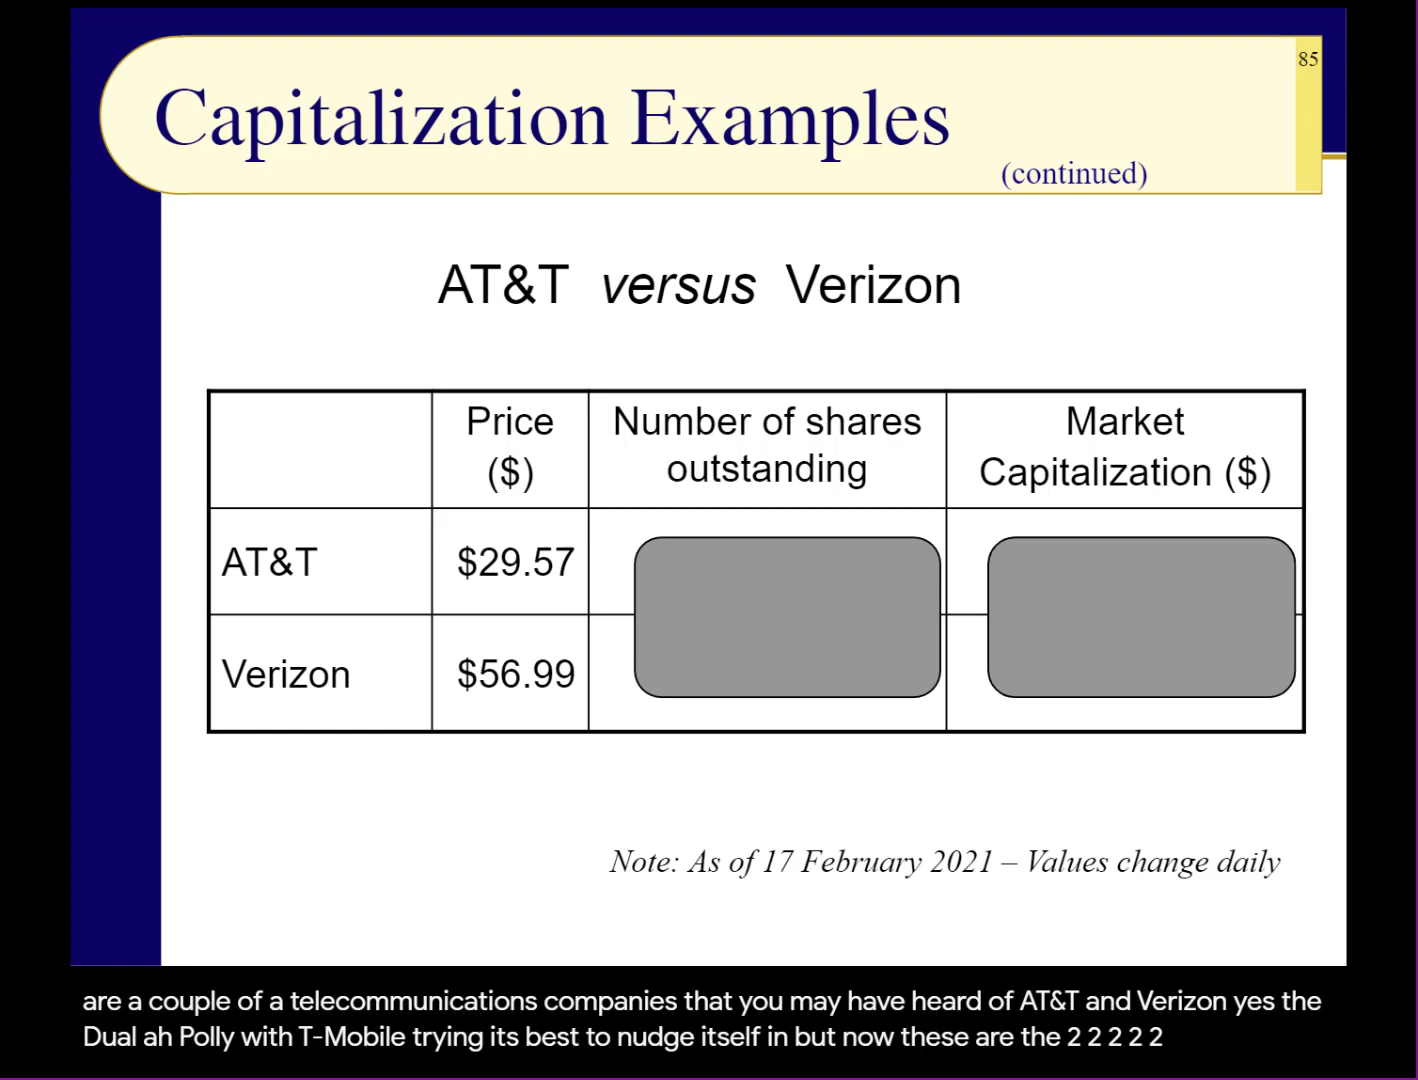 85
Capitalization Examples
(continued)
AT&T versus Verizon
Price ($)
Number of shares outstanding
Market Capitalization ($)
AT&T $29.57
Verizon $56.99
Note: As of 17 February 2021 – Values change daily
are a couple of a telecommunications companies that you may have heard of AT&T and Verizon yes the
Dual ah Polly with T-Mobile trying its best to nudge itself in but now these are the 2 2 2 2 2